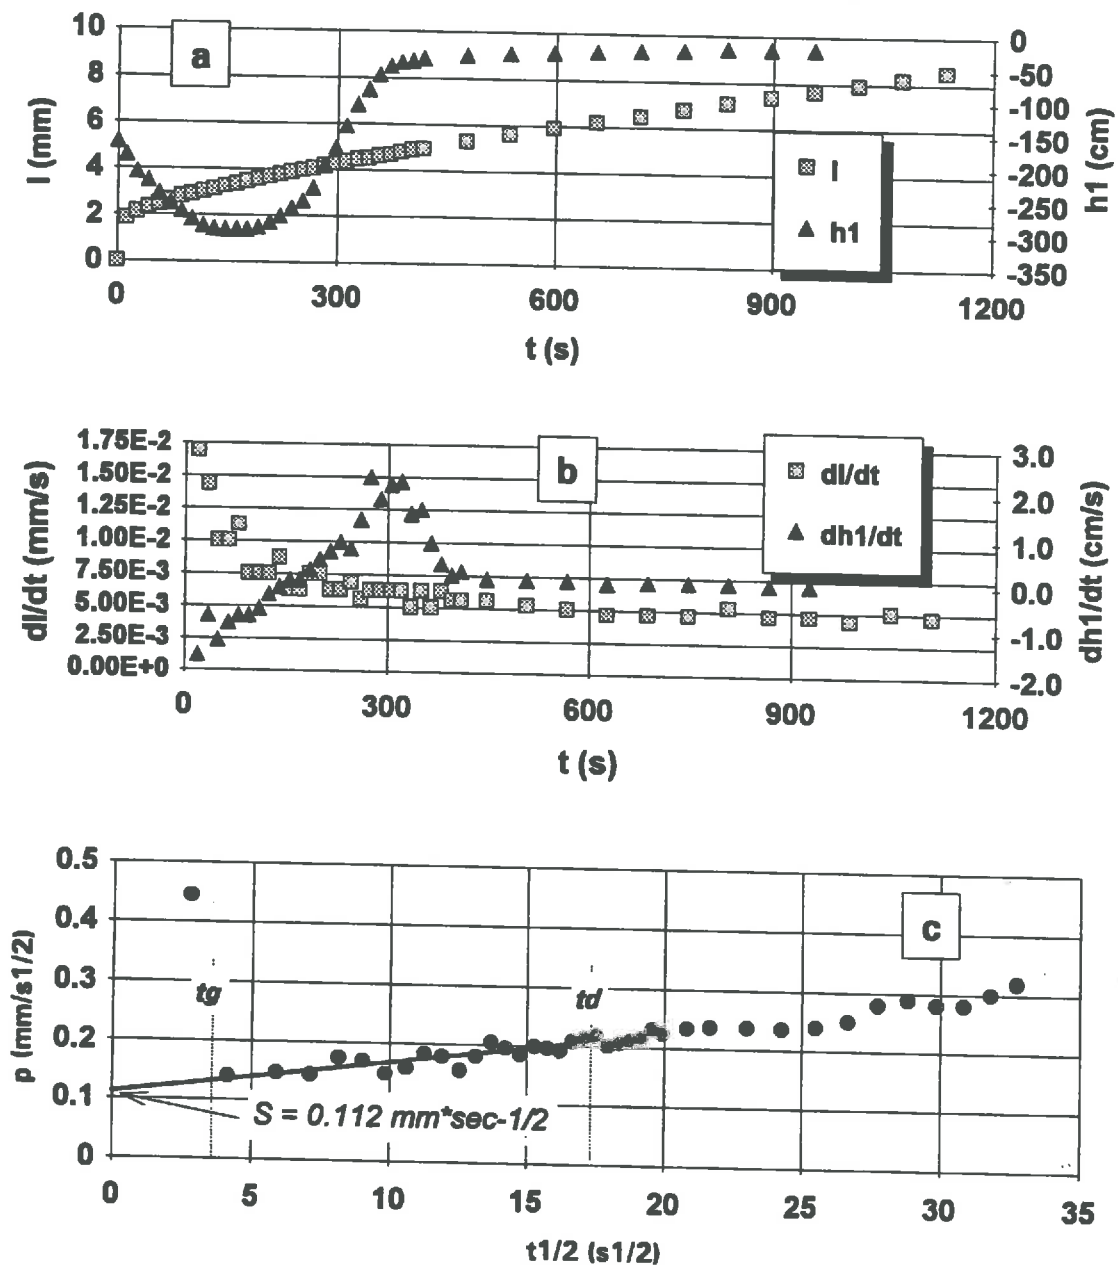 a
I (mm)
10
8
6
4
2
0
0
-50
-100
-150
-200
-250
-300
-350
h1 (cm)
I
h1
0
300
600
900
1200
t (s)
b
dI/dt (mm/s)
1.75E-2
1.50E-2
1.25E-2
1.00E-2
7.50E-3
5.00E-3
2.50E-3
0.00E+0
3.0
2.0
1.0
0.0
-1.0
-2.0
dh1/dt (cm/s)
dI/dt
dh1/dt
0
300
600
900
1200
t (s)
c
p (mm/s1/2)
0.5
0.4
0.3
0.2
0.1
0
tg
td
S = 0.112 mm*sec-1/2
0
5
10
15
20
25
30
35
t1/2 (s1/2)